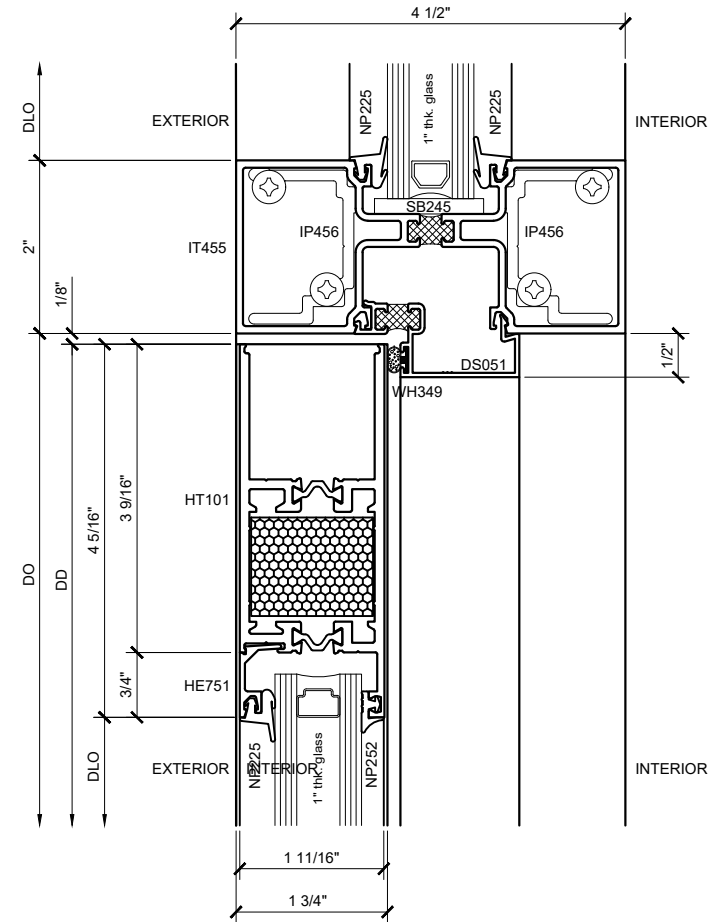 4 1/2"
DLO
EXTERIOR
NP225
1" thk. glass
NP225
INTERIOR
SB245
2"
IT455
IP456
IP456
1/8"
1/2"
DS051
WH349
HT101
3 9/16"
4 5/16"
DO
DD
HE751
3/4"
DLO
EXTERIOR
INTERIOR
NP225
1" thk. glass
NP252
INTERIOR
1 11/16"
1 3/4"